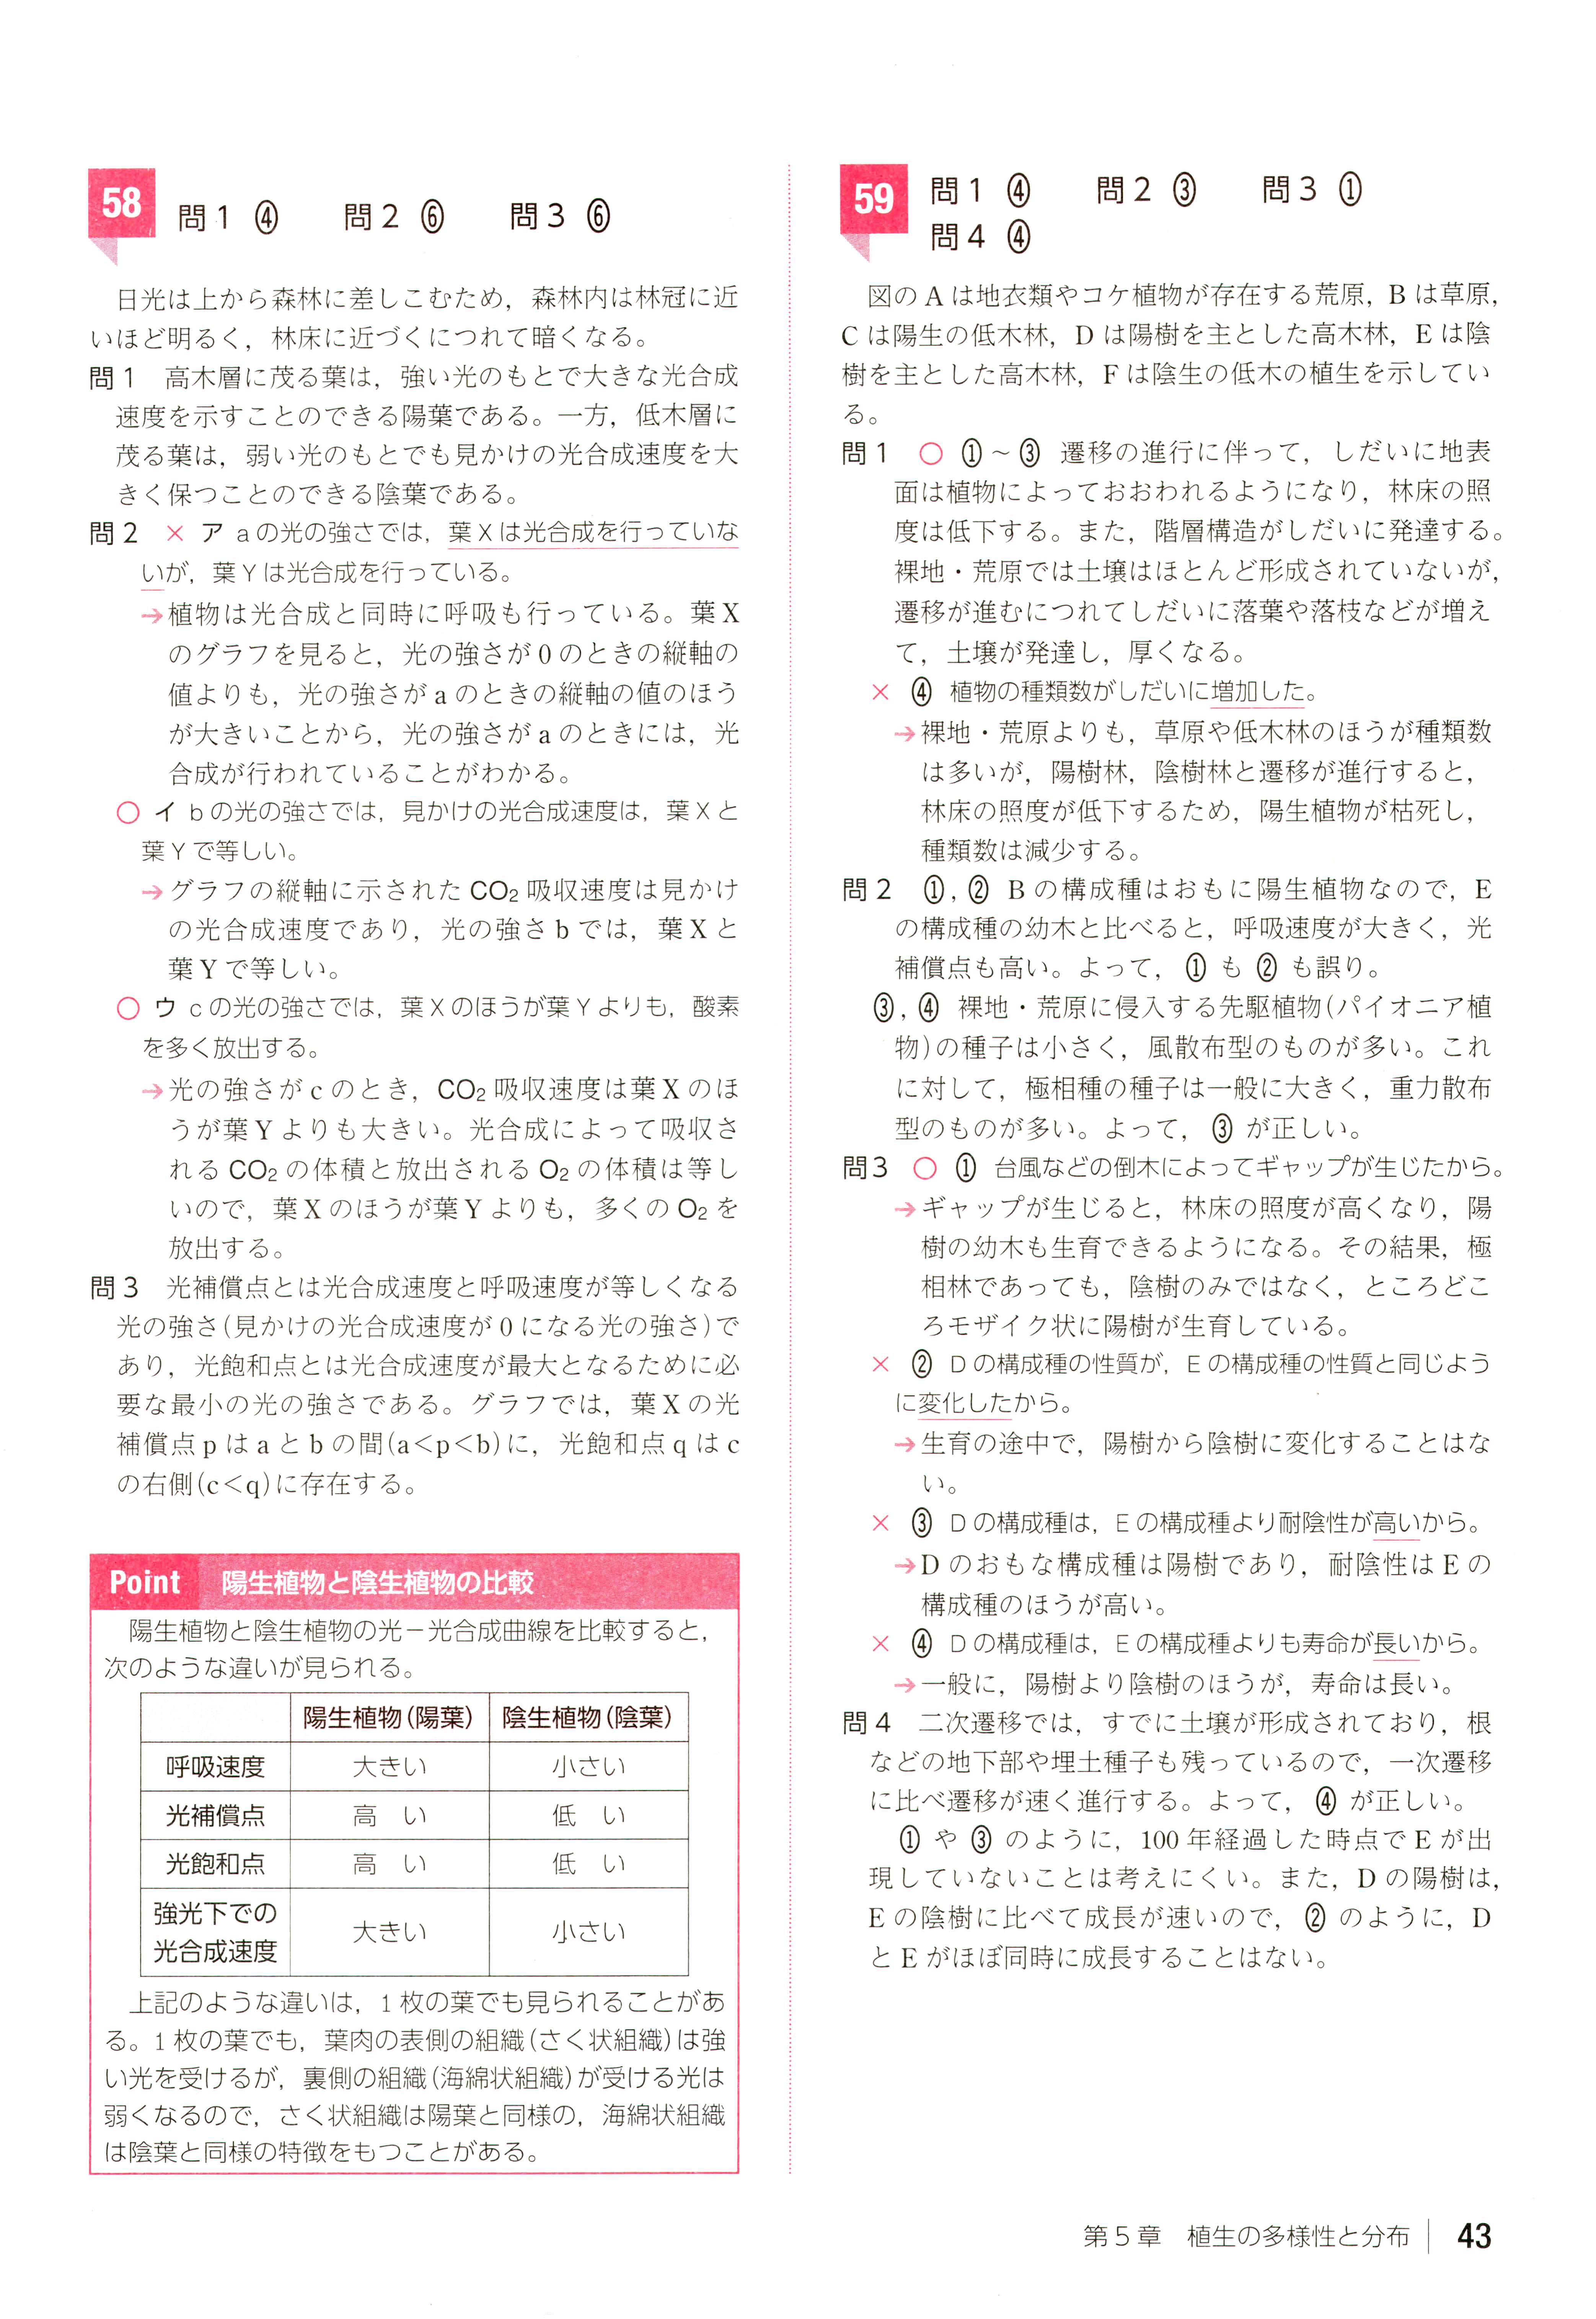 58 問1 ④ 問2 ⑥ 問3 ⑥
日光は上から森林に差しこむため，森林内は林冠に近
いほど明るく，林床に近づくにつれて暗くなる。
問1 高木層に茂る葉は，強い光のもとで大きな光合成
速度を示すことのできる陽葉である。一方，低木層に
茂る葉は，弱い光のもとでも見かけの光合成速度を大
きく保つことのできる陰葉である。
問2 × ア aの光の強さでは，葉Xは光合成を行っていな
いが，葉Yは光合成を行っている。
→植物は光合成と同時に呼吸も行っている。葉X
のグラフを見ると，光の強さが0のときの縦軸の
値よりも，光の強さがaのときの縦軸の値のほう
が大きいことから，光の強さがaのときには，光
合成が行われていることがわかる。
○ イ bの光の強さでは，見かけの光合成速度は，葉Xと
葉Yで等しい。
→グラフの縦軸に示されたCO₂吸収速度は見かけ
の光合成速度であり，光の強さbでは，葉Xと
葉Yで等しい。
○ ウ cの光の強さでは，葉Xのほうが葉Yよりも，酸素
を多く放出する。
→光の強さがcのとき，CO₂吸収速度は葉Xのほ
うが葉Yよりも大きい。光合成によって吸収さ
れるCO₂の体積と放出されるO₂の体積は等し
いので，葉Xのほうが葉Yよりも，多くのO₂を
放出する。
問3 光補償点とは光合成速度と呼吸速度が等しくなる
光の強さ(見かけの光合成速度が0になる光の強さ)で
あり，光飽和点とは光合成速度が最大となるために必
要な最小の光の強さである。グラフでは，葉Xの光
補償点pはaとbの間(a<p<b)に，光飽和点qはc
の右側(c<q)に存在する。
Point 陽生植物と陰生植物の比較
陽生植物と陰生植物の光－光合成曲線を比較すると，
次のような違いが見られる。
陽生植物(陽葉) 陰生植物(陰葉)
呼吸速度 大きい 小さい
光補償点 高い 低い
光飽和点 高い 低い
強光下での
光合成速度 大きい 小さい
上記のような違いは，1枚の葉でも見られることがあ
る。1枚の葉でも，葉肉の表側の組織(さく状組織)は強
い光を受けるが，裏側の組織(海綿状組織)が受ける光は
弱くなるので，さく状組織は陽葉と同様の，海綿状組織
は陰葉と同様の特徴をもつことがある。
59 問1 ④ 問2 ③ 問3 ①
問4 ④
図のAは地衣類やコケ植物が存在する荒原，Bは草原，
Cは陽生の低木林，Dは陽樹を主とした高木林，Eは陰
樹を主とした高木林，Fは陰生の低木の植生を示してい
る。
問1 ○ ①～③ 遷移の進行に伴って，しだいに地表
面は植物によっておおわれるようになり，林床の照
度は低下する。また，階層構造がしだいに発達する。
裸地・荒原では土壌はほとんど形成されていないが，
遷移が進むにつれてしだいに落葉や落枝などが増え
て，土壌が発達し，厚くなる。
× ④ 植物の種類数がしだいに増加した。
→裸地・荒原よりも，草原や低木林のほうが種類数
は多いが，陽樹林，陰樹林と遷移が進行すると，
林床の照度が低下するため，陽生植物が枯死し，
種類数は減少する。
問2 ①，② Bの構成種はおもに陽生植物なので，E
の構成種の幼木と比べると，呼吸速度が大きく，光
補償点も高い。よって，①も②も誤り。
③，④ 裸地・荒原に侵入する先駆植物(パイオニア植
物)の種子は小さく，風散布型のものが多い。これ
に対して，極相種の種子は一般に大きく，重力散布
型のものが多い。よって，③が正しい。
問3 ○ ① 台風などの倒木によってギャップが生じたから。
→ギャップが生じると，林床の照度が高くなり，陽
樹の幼木も生育できるようになる。その結果，極
相林であっても，陰樹のみではなく，ところどこ
ろモザイク状に陽樹が生育している。
× ② Dの構成種の性質が，Eの構成種の性質と同じよう
に変化したから。
→生育の途中で，陽樹から陰樹に変化することはな
い。
× ③ Dの構成種は，Eの構成種より耐陰性が高いから。
→Dのおもな構成種は陽樹であり，耐陰性はEの
構成種のほうが高い。
× ④ Dの構成種は，Eの構成種よりも寿命が長いから。
→一般に，陽樹より陰樹のほうが，寿命は長い。
問4 二次遷移では，すでに土壌が形成されており，根
などの地下部や埋土種子も残っているので，一次遷移
に比べ遷移が速く進行する。よって，④が正しい。
①や③のように，100年経過した時点でEが出
現していないことは考えにくい。また，Dの陽樹は，
Eの陰樹に比べて成長が速いので，②のように，D
とEがほぼ同時に成長することはない。
第5章 植生の多様性と分布 43